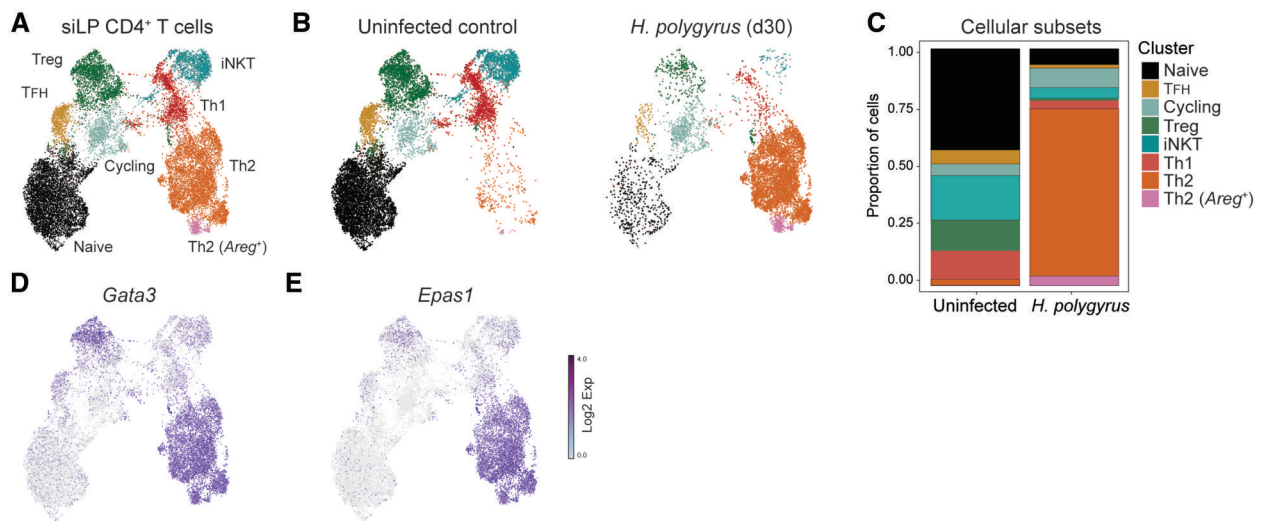 A
siLP CD4⁺ T cells
Treg
iNKT
TFH
Th1
Cycling
Th2
Naive
Th2 (Areg⁺)
B
Uninfected control
H. polygyrus (d30)
C
Cellular subsets
Proportion of cells
1.00
0.75
0.50
0.25
0.00
Uninfected
H. polygyrus
Cluster
Naive
TFH
Cycling
Treg
iNKT
Th1
Th2
Th2 (Areg⁺)
D
Gata3
E
Epas1
4.0
Log2 Exp
0.0